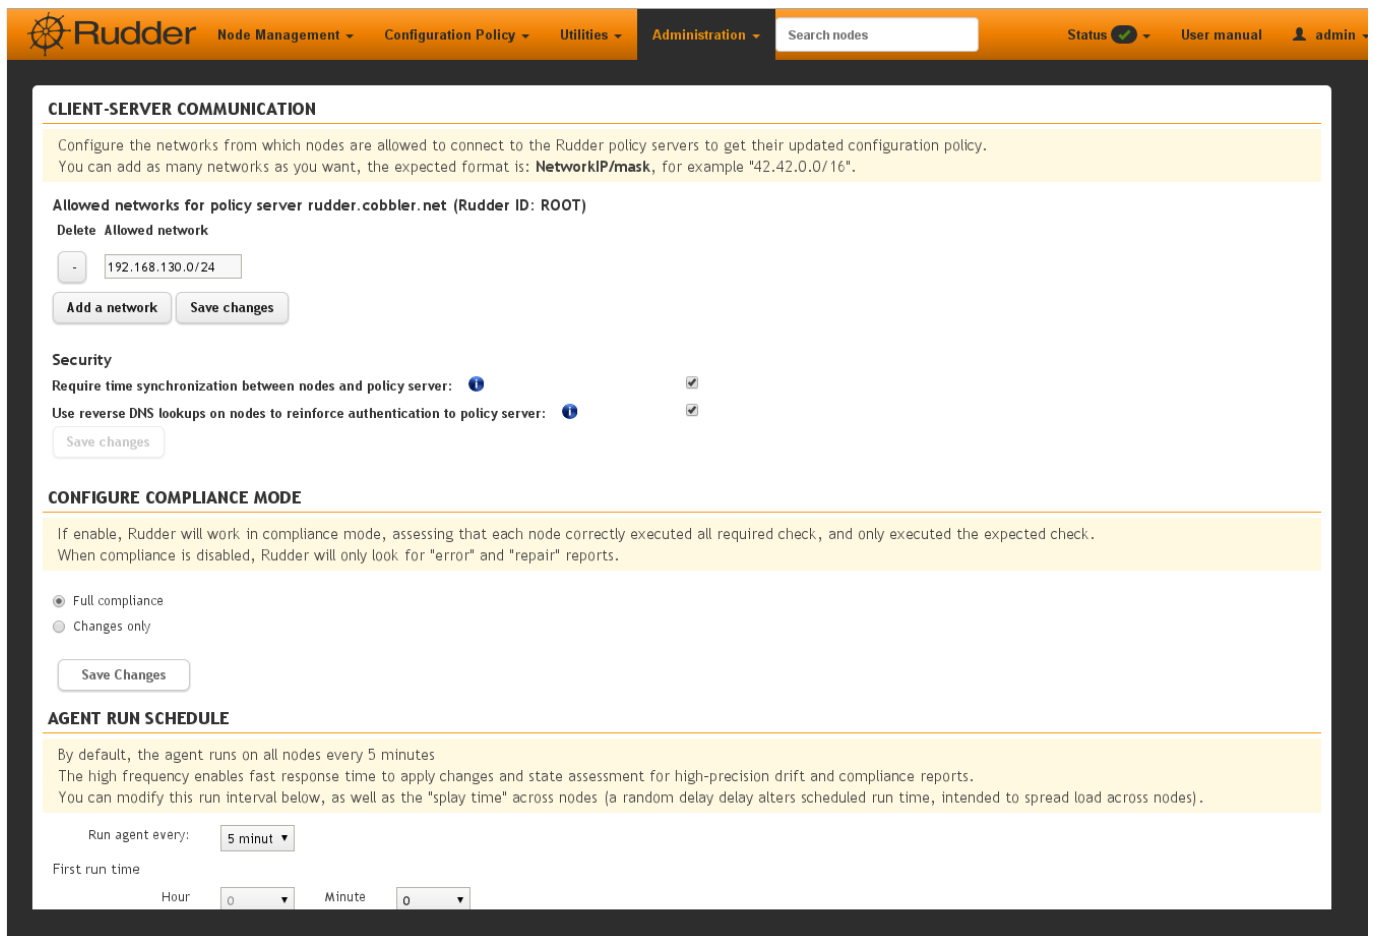 Rudder Node Management Configuration Policy Utilities Administration Search nodes Status User manual admin
CLIENT-SERVER COMMUNICATION
Configure the networks from which nodes are allowed to connect to the Rudder policy servers to get their updated configuration policy.
You can add as many networks as you want, the expected format is: NetworkIP/mask, for example "42.42.0.0/16".
Allowed networks for policy server rudder.cobbler.net (Rudder ID: ROOT)
Delete Allowed network
- 192.168.130.0/24
Add a network Save changes
Security
Require time synchronization between nodes and policy server:
Use reverse DNS lookups on nodes to reinforce authentication to policy server:
Save changes
CONFIGURE COMPLIANCE MODE
If enable, Rudder will work in compliance mode, assessing that each node correctly executed all required check, and only executed the expected check.
When compliance is disabled, Rudder will only look for "error" and "repair" reports.
Full compliance
Changes only
Save Changes
AGENT RUN SCHEDULE
By default, the agent runs on all nodes every 5 minutes
The high frequency enables fast response time to apply changes and state assessment for high-precision drift and compliance reports.
You can modify this run interval below, as well as the "splay time" across nodes (a random delay delay alters scheduled run time, intended to spread load across nodes).
Run agent every: 5 minut
First run time
Hour 0 Minute 0